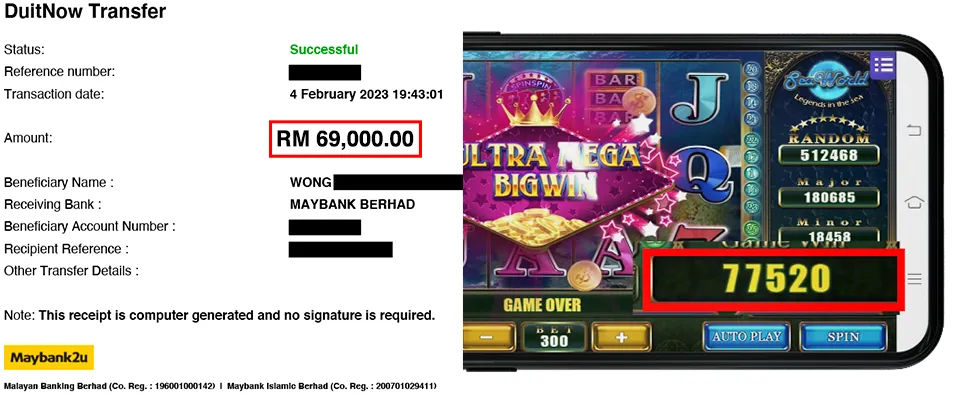 DuitNow Transfer
Status: Successful
Reference number:
Transaction date: 4 February 2023 19:43:01
Amount: RM 69,000.00
Beneficiary Name : WONG
Receiving Bank : MAYBANK BERHAD
Beneficiary Account Number :
Recipient Reference :
Other Transfer Details :
Note: This receipt is computer generated and no signature is required.
Maybank2u
Malayan Banking Berhad (Co. Reg. : 196001000142) | Maybank Islamic Berhad (Co. Reg. : 200701029411)
SPINSPIN
BAR
BAR
BAR
J
ULTRA MEGA
BIGWIN
Q
A
A
SeaWorld
Legends in the sea
RANDOM
512468
Major
180685
Minor
18458
Game Win
77520
GAME OVER
BET
300
AUTO PLAY
SPIN